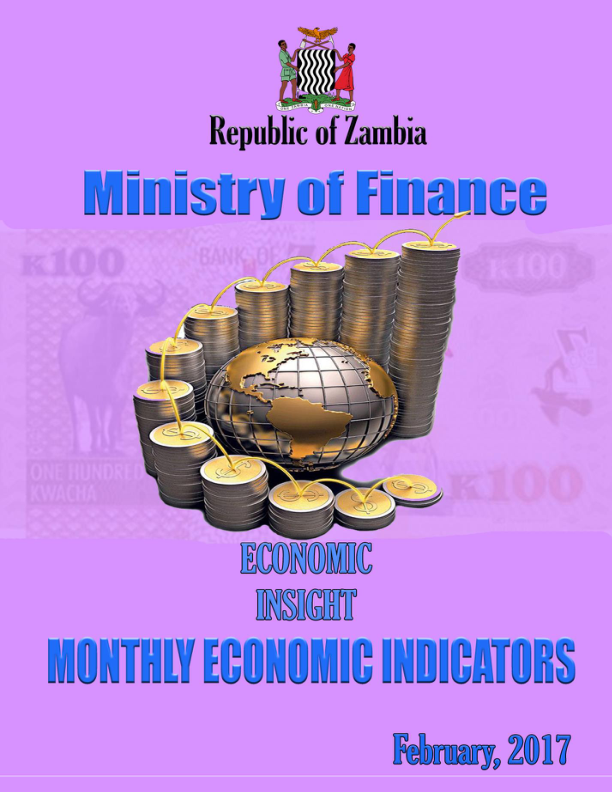 ONE ZAMBIA ONE NATION
Republic of Zambia
Ministry of Finance
K100
BANK OF Z
K100
ONE HUNDRED
KWACHA
K100
ECONOMIC
INSIGHT
MONTHLY ECONOMIC INDICATORS
February, 2017